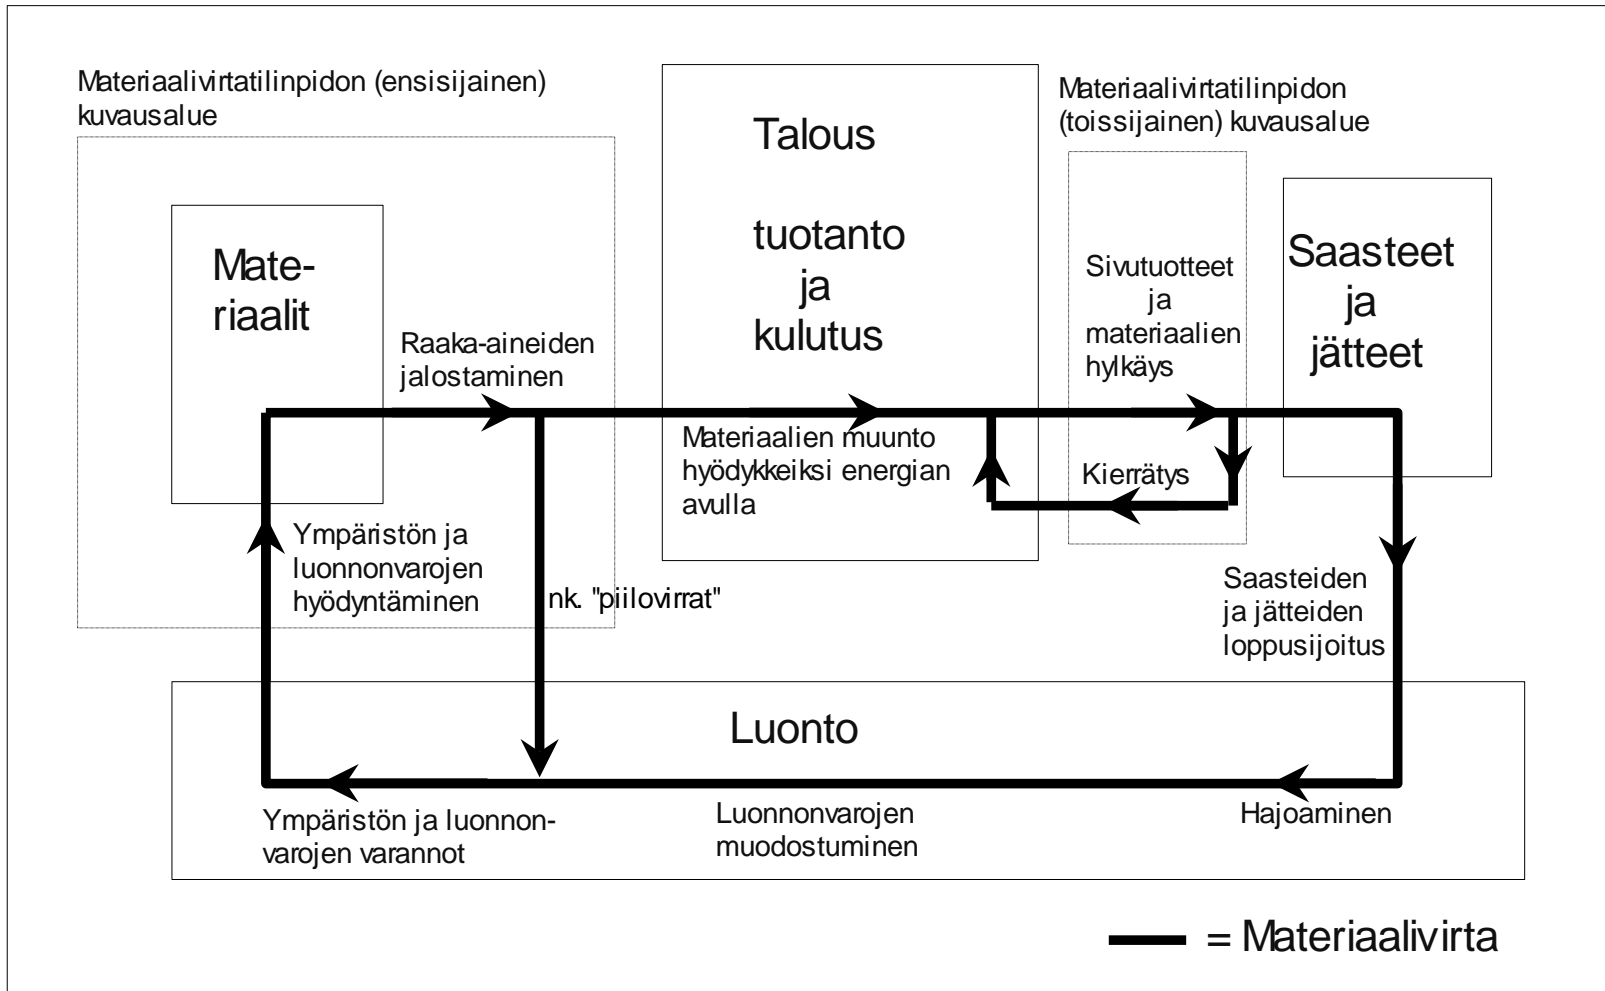 Materiaalivirtatilinpidon (ensisijainen)
kuvausalue
Materiaalivirtatilinpidon
(toissijainen) kuvausalue
Mate-
riaalit
Raaka-aineiden
jalostaminen
Talous
tuotanto
ja
kulutus
Sivutuotteet
ja
materiaalien
hylkäys
Saasteet
ja
jätteet
Materiaalien muunto
hyödykkeiksi energian
avulla
Kierrätys
Ympäristön ja
luonnonvarojen
hyödyntäminen
nk. "piilovirrat"
Saasteiden
ja jätteiden
loppusijoitus
Luonto
Ympäristön ja luonnon-
varojen varannot
Luonnonvarojen
muodostuminen
Hajoaminen
= Materiaalivirta